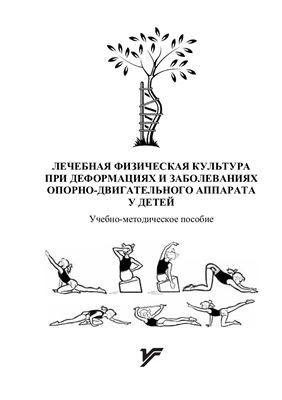 ЛЕЧЕБНАЯ ФИЗИЧЕСКАЯ КУЛЬТУРА
ПРИ ДЕФОРМАЦИЯХ И ЗАБОЛЕВАНИЯХ
ОПОРНО-ДВИГАТЕЛЬНОГО АППАРАТА
У ДЕТЕЙ
Учебно-методическое пособие